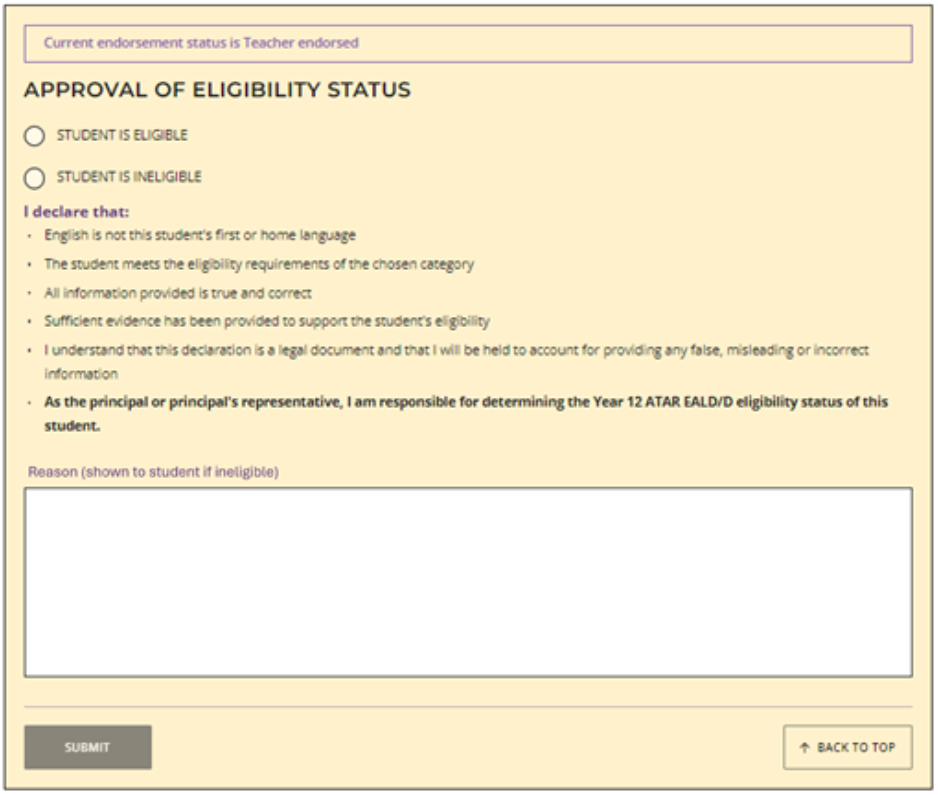 Current endorsement status is Teacher endorsed
APPROVAL OF ELIGIBILITY STATUS
STUDENT IS ELIGIBLE
STUDENT IS INELIGIBLE
I declare that:
· English is not this student's first or home language
· The student meets the eligibility requirements of the chosen category
· All information provided is true and correct
· Sufficient evidence has been provided to support the student's eligibility
· I understand that this declaration is a legal document and that I will be held to account for providing any false, misleading or incorrect
information
· As the principal or principal's representative, I am responsible for determining the Year 12 ATAR EALD/D eligibility status of this
student.
Reason (shown to student if ineligible)
SUBMIT
↑ BACK TO TOP